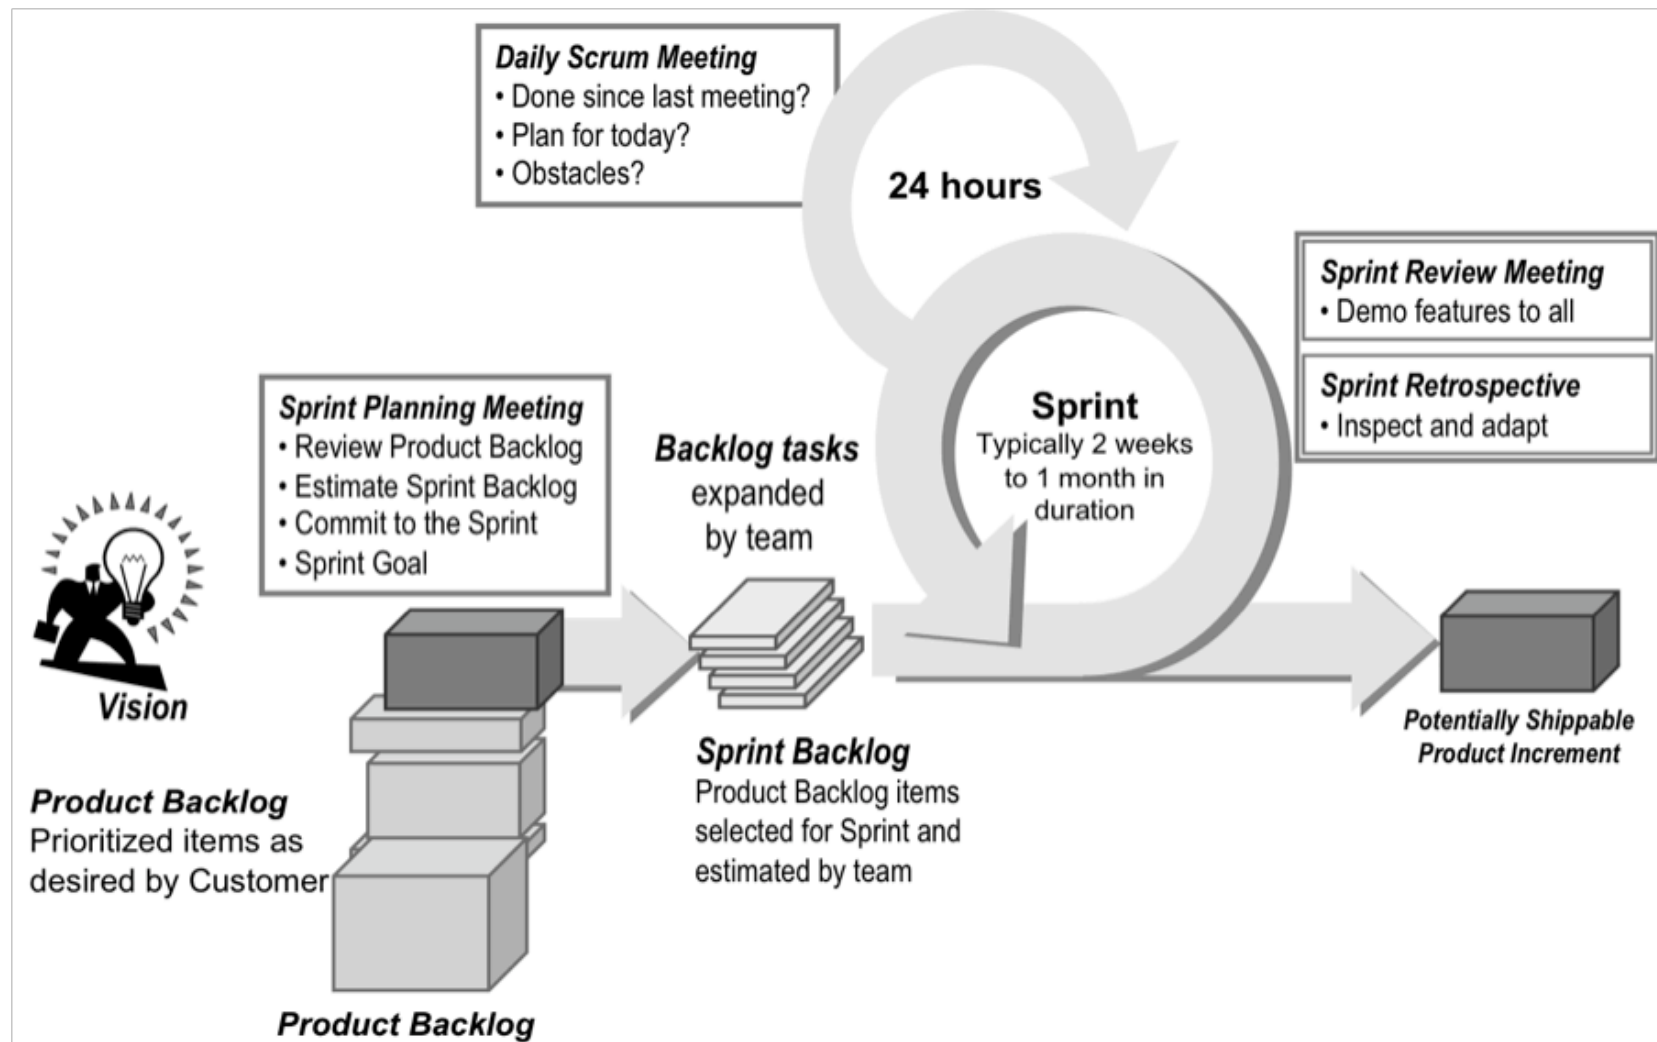 Daily Scrum Meeting
• Done since last meeting?
• Plan for today?
• Obstacles?
24 hours
Sprint Review Meeting
• Demo features to all
Sprint Retrospective
• Inspect and adapt
Sprint Planning Meeting
• Review Product Backlog
• Estimate Sprint Backlog
• Commit to the Sprint
• Sprint Goal
Backlog tasks
expanded
by team
Sprint
Typically 2 weeks
to 1 month in
duration
Vision
Product Backlog
Prioritized items as
desired by Customer
Sprint Backlog
Product Backlog items
selected for Sprint and
estimated by team
Potentially Shippable
Product Increment
Product Backlog